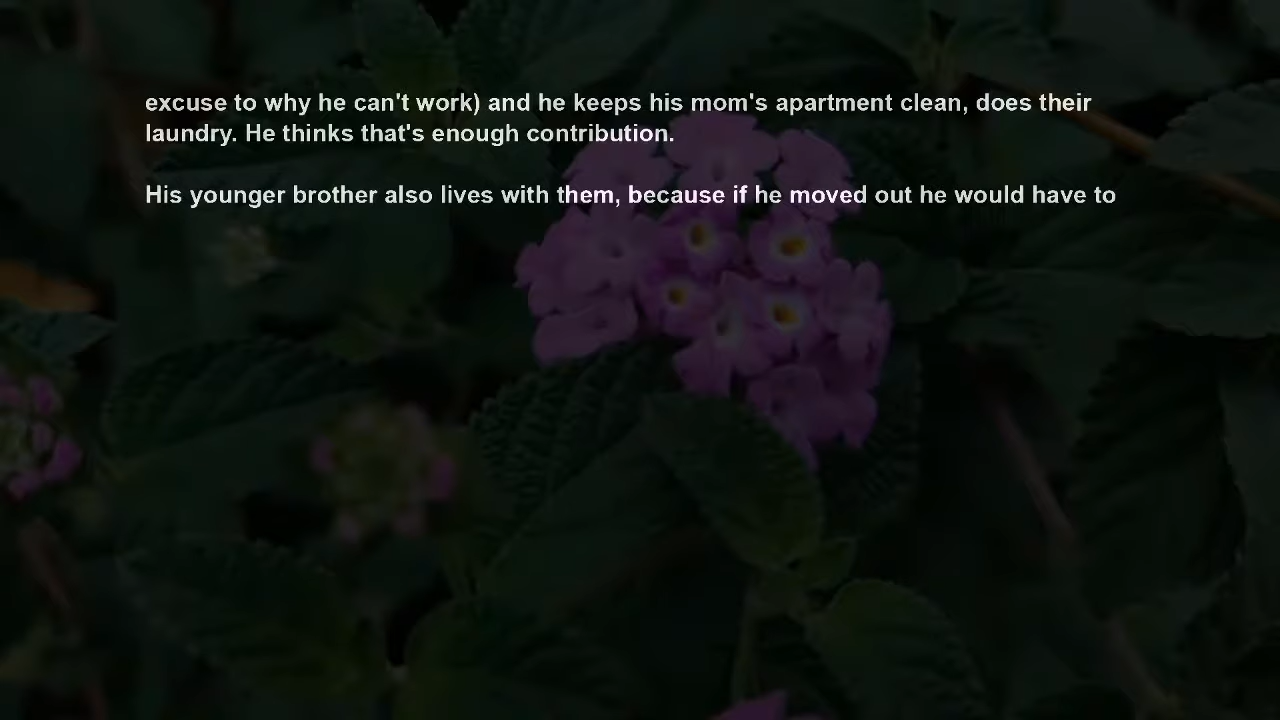 excuse to why he can't work) and he keeps his mom's apartment clean, does their
laundry. He thinks that's enough contribution.
His younger brother also lives with them, because if he moved out he would have to